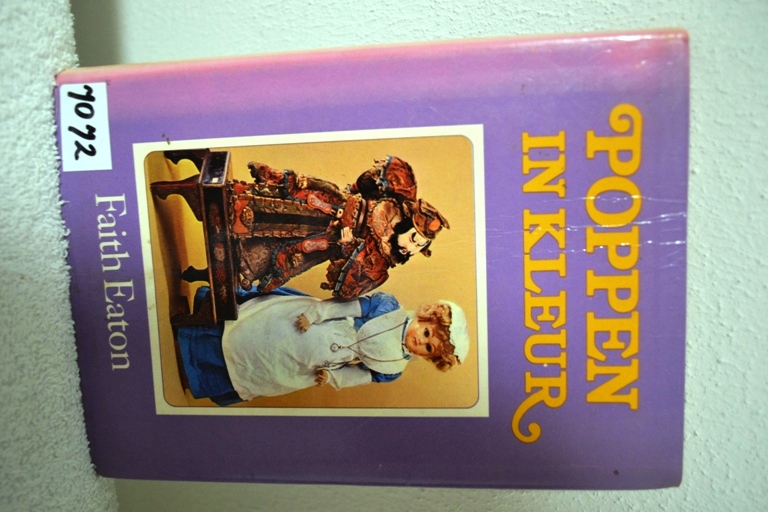 POPPEN
IN KLEUR
Faith Eaton
7072